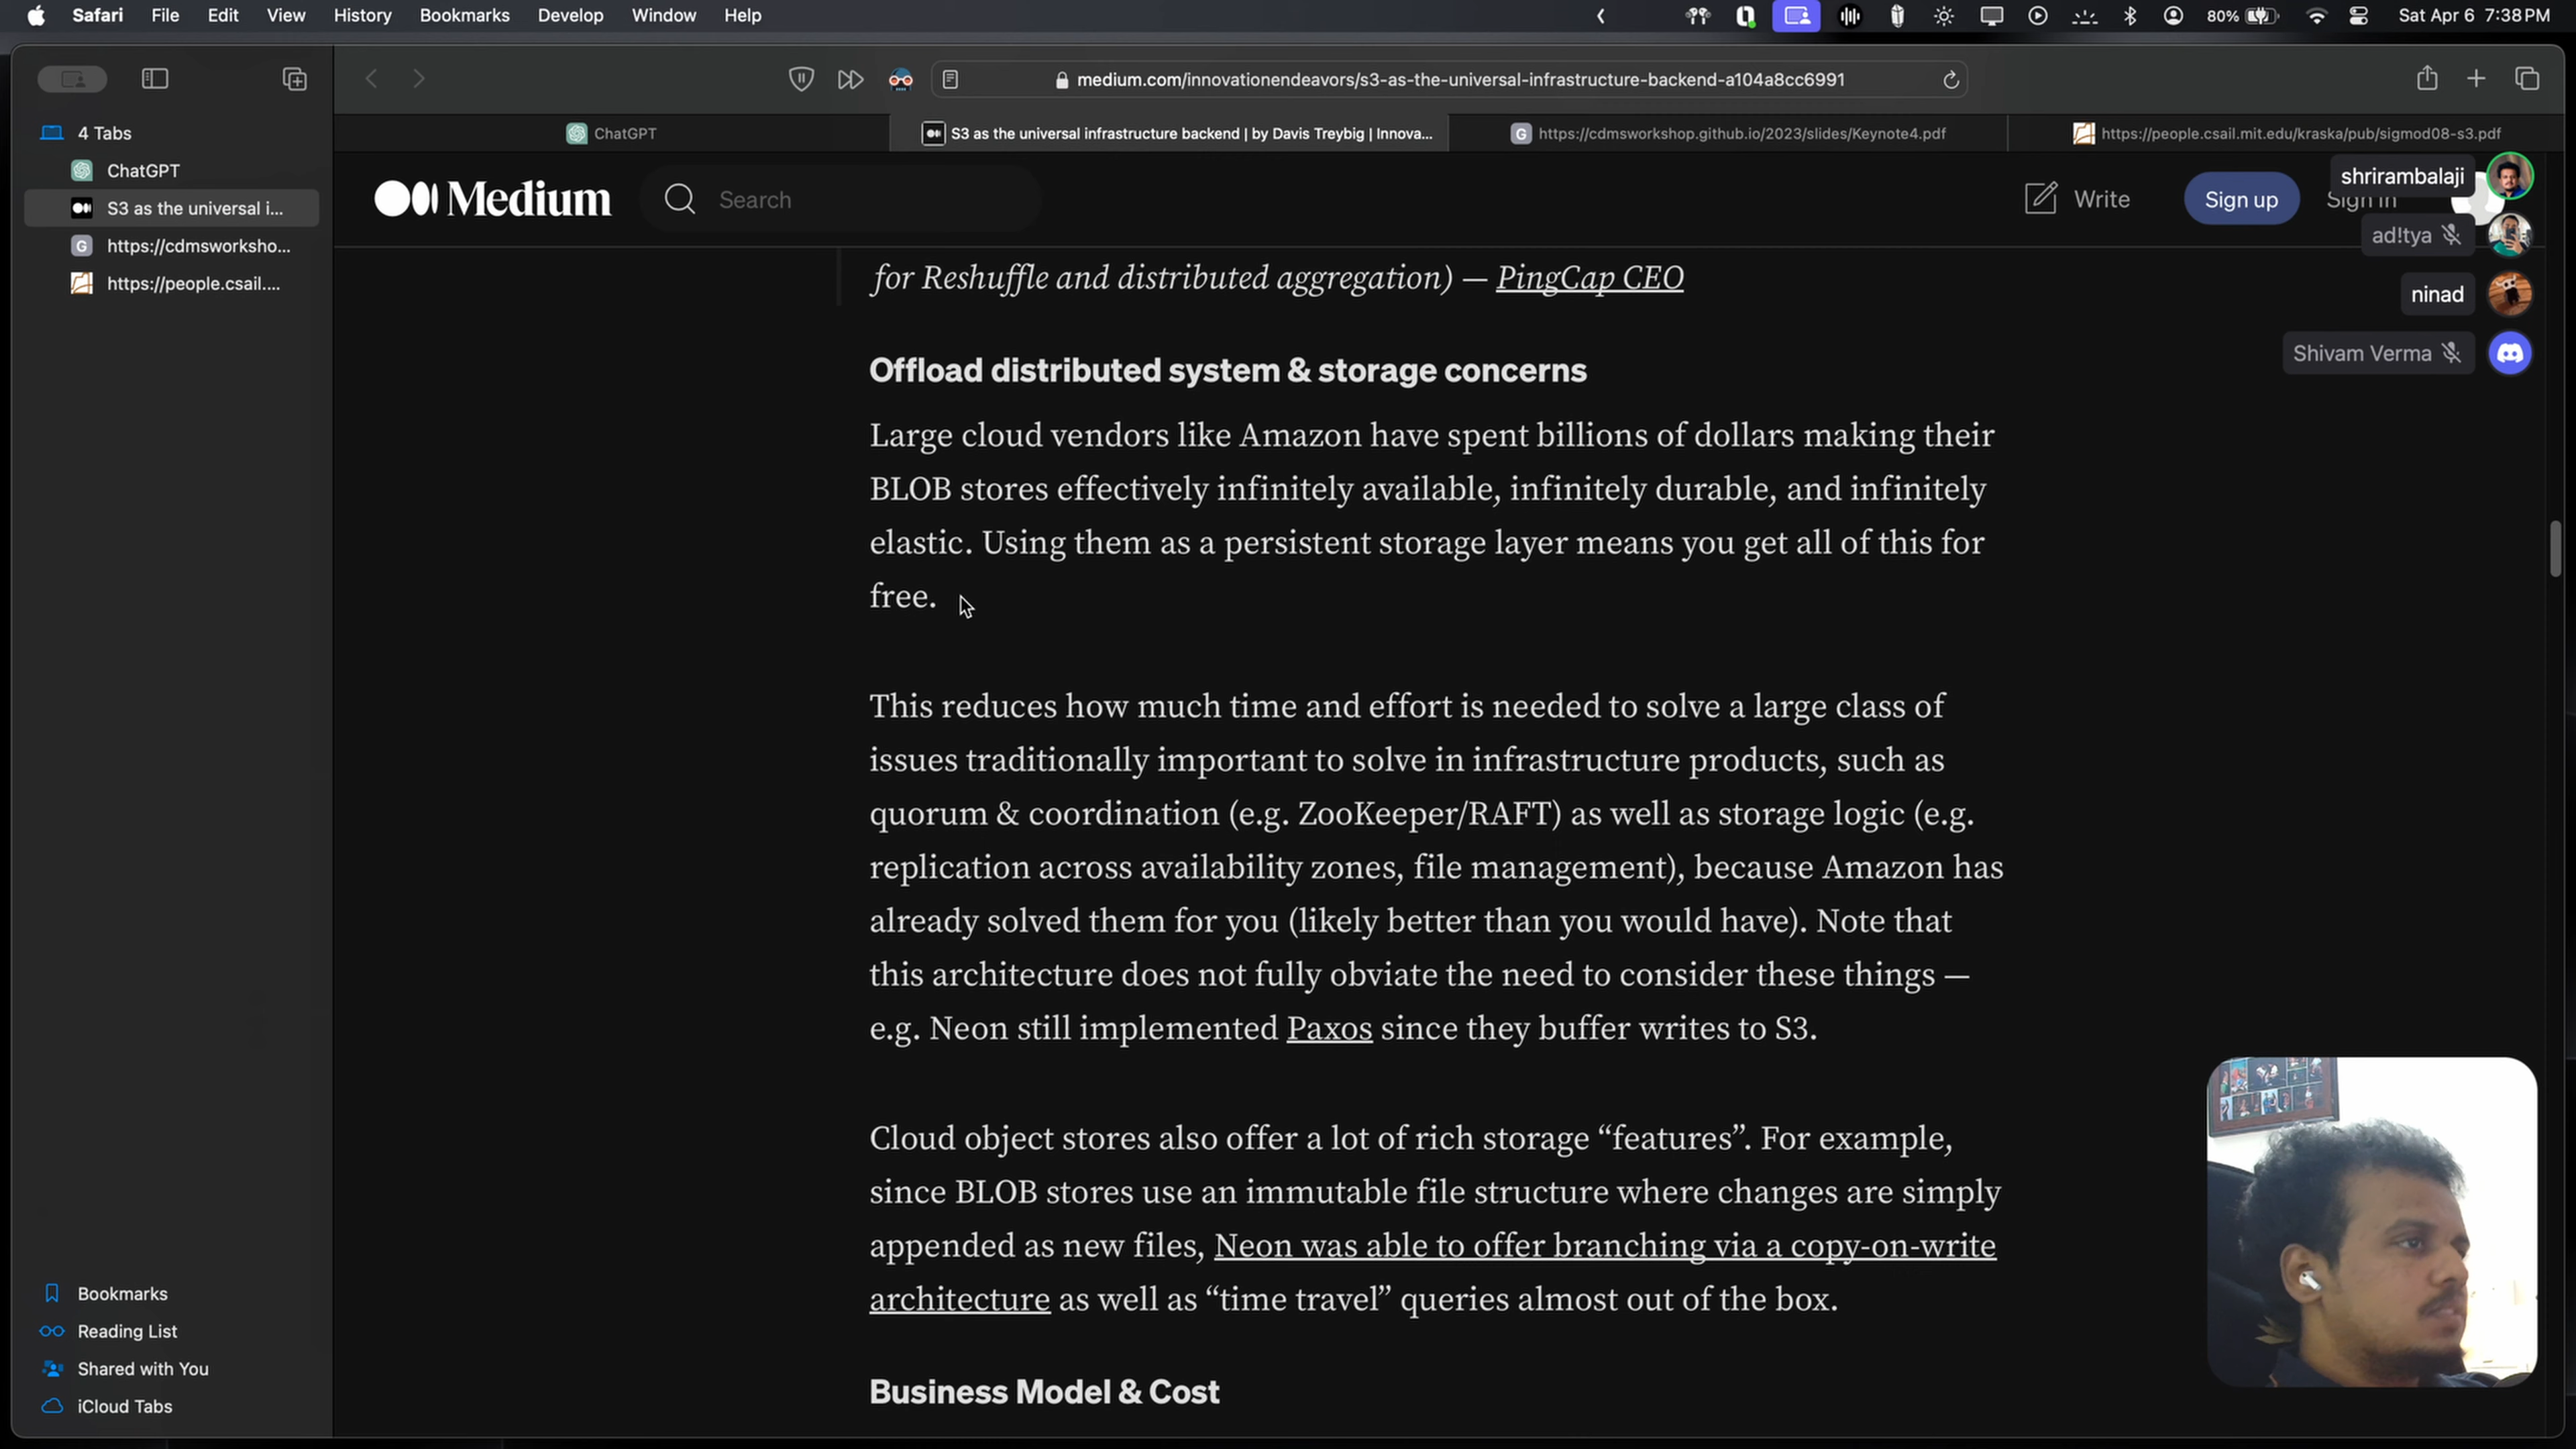 Safari File Edit View History Bookmarks Develop Window Help
80% Sat Apr 6 7:38 PM
medium.com/innovationendeavors/s3-as-the-universal-infrastructure-backend-a104a8cc6991
4 Tabs
ChatGPT
S3 as the universal i...
https://cdmsworksho...
https://people.csail....
ChatGPT
S3 as the universal infrastructure backend | by Davis Treybig | Innova...
https://cdmsworkshop.github.io/2023/slides/Keynote4.pdf
https://people.csail.mit.edu/kraska/pub/sigmod08-s3.pdf
Medium
Search
Write
Sign up
Sign in
shrirambalaji
ad!tya
ninad
Shivam Verma
for Reshuffle and distributed aggregation) — PingCap CEO
Offload distributed system & storage concerns
Large cloud vendors like Amazon have spent billions of dollars making their
BLOB stores effectively infinitely available, infinitely durable, and infinitely
elastic. Using them as a persistent storage layer means you get all of this for
free.
This reduces how much time and effort is needed to solve a large class of
issues traditionally important to solve in infrastructure products, such as
quorum & coordination (e.g. ZooKeeper/RAFT) as well as storage logic (e.g.
replication across availability zones, file management), because Amazon has
already solved them for you (likely better than you would have). Note that
this architecture does not fully obviate the need to consider these things —
e.g. Neon still implemented Paxos since they buffer writes to S3.
Cloud object stores also offer a lot of rich storage “features”. For example,
since BLOB stores use an immutable file structure where changes are simply
appended as new files, Neon was able to offer branching via a copy-on-write
architecture as well as “time travel” queries almost out of the box.
Business Model & Cost
Bookmarks
Reading List
Shared with You
iCloud Tabs